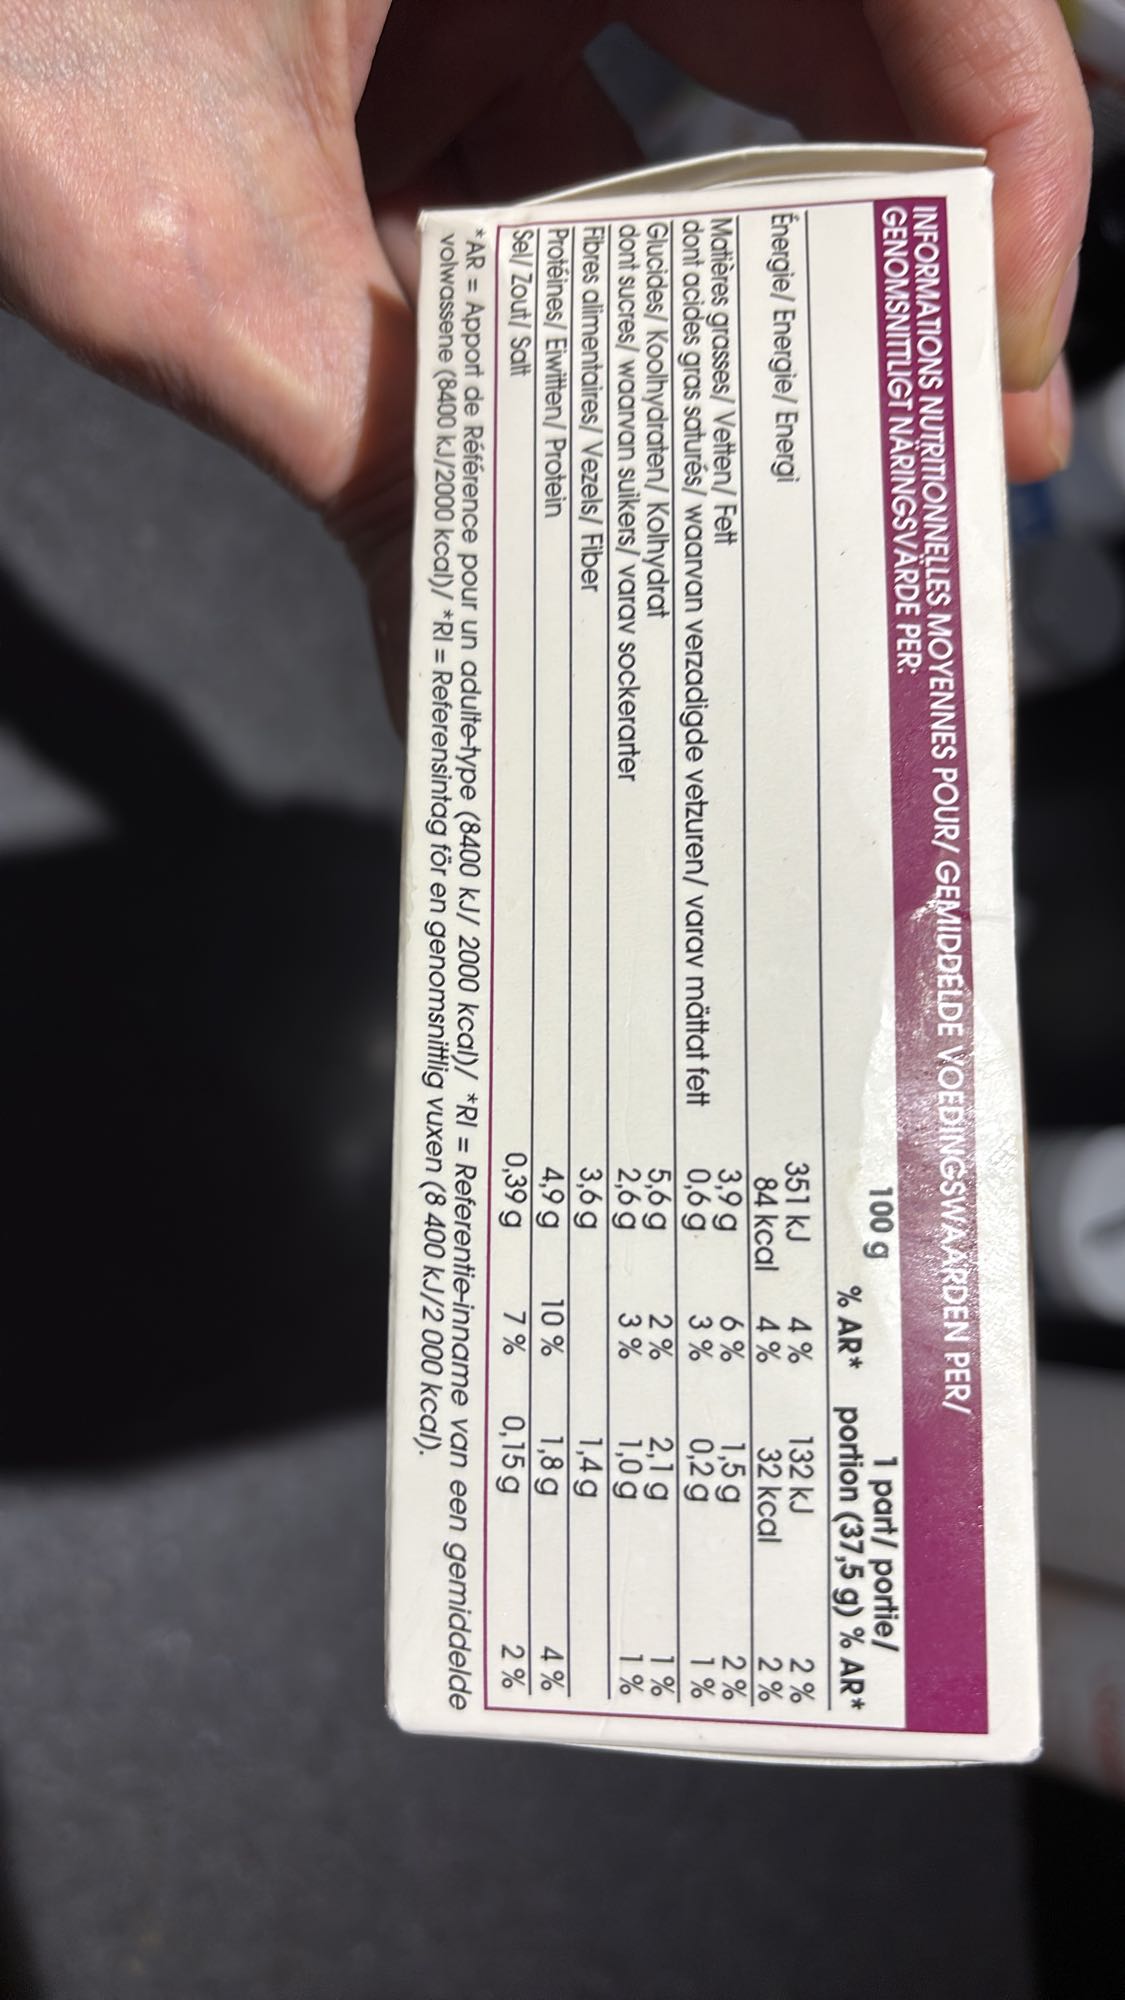 INFORMATIONS NUTRITIONNELLES MOYENNES POUR/ GEMIDDELDE VOEDINGSWAARDEN PER/
GENOMSNITTLIGT NÄRINGSVÄRDE PER:
100 g 1 part/ portie/
% AR* portion (37,5 g) % AR*
Énergie/ Energie/ Energi 351 kJ 4 % 132 kJ 2 %
84 kcal 4 % 32 kcal 2 %
Matières grasses/ Vetten/ Fett 3,9 g 6 % 1,5 g 2 %
dont acides gras saturés/ waarvan verzadigde vetzuren/ varav mättat fett 0,6 g 3 % 0,2 g 1 %
Glucides/ Koolhydraten/ Kolhydrat 5,6 g 2 % 2,1 g 1 %
dont sucres/ waarvan suikers/ varav sockerarter 2,6 g 3 % 1,0 g 1 %
Fibres alimentaires/ Vezels/ Fiber 3,6 g 1,4 g
Protéines/ Eiwitten/ Protein 4,9 g 10 % 1,8 g 4 %
Sel/ Zout/ Salt 0,39 g 7 % 0,15 g 2 %
*AR = Apport de Référence pour un adulte-type (8400 kJ/ 2000 kcal)/ *RI = Referentie-inname van een gemiddelde
volwassene (8400 kJ/2000 kcal)/ *RI = Referensintag för en genomsnittlig vuxen (8 400 kJ/2 000 kcal).